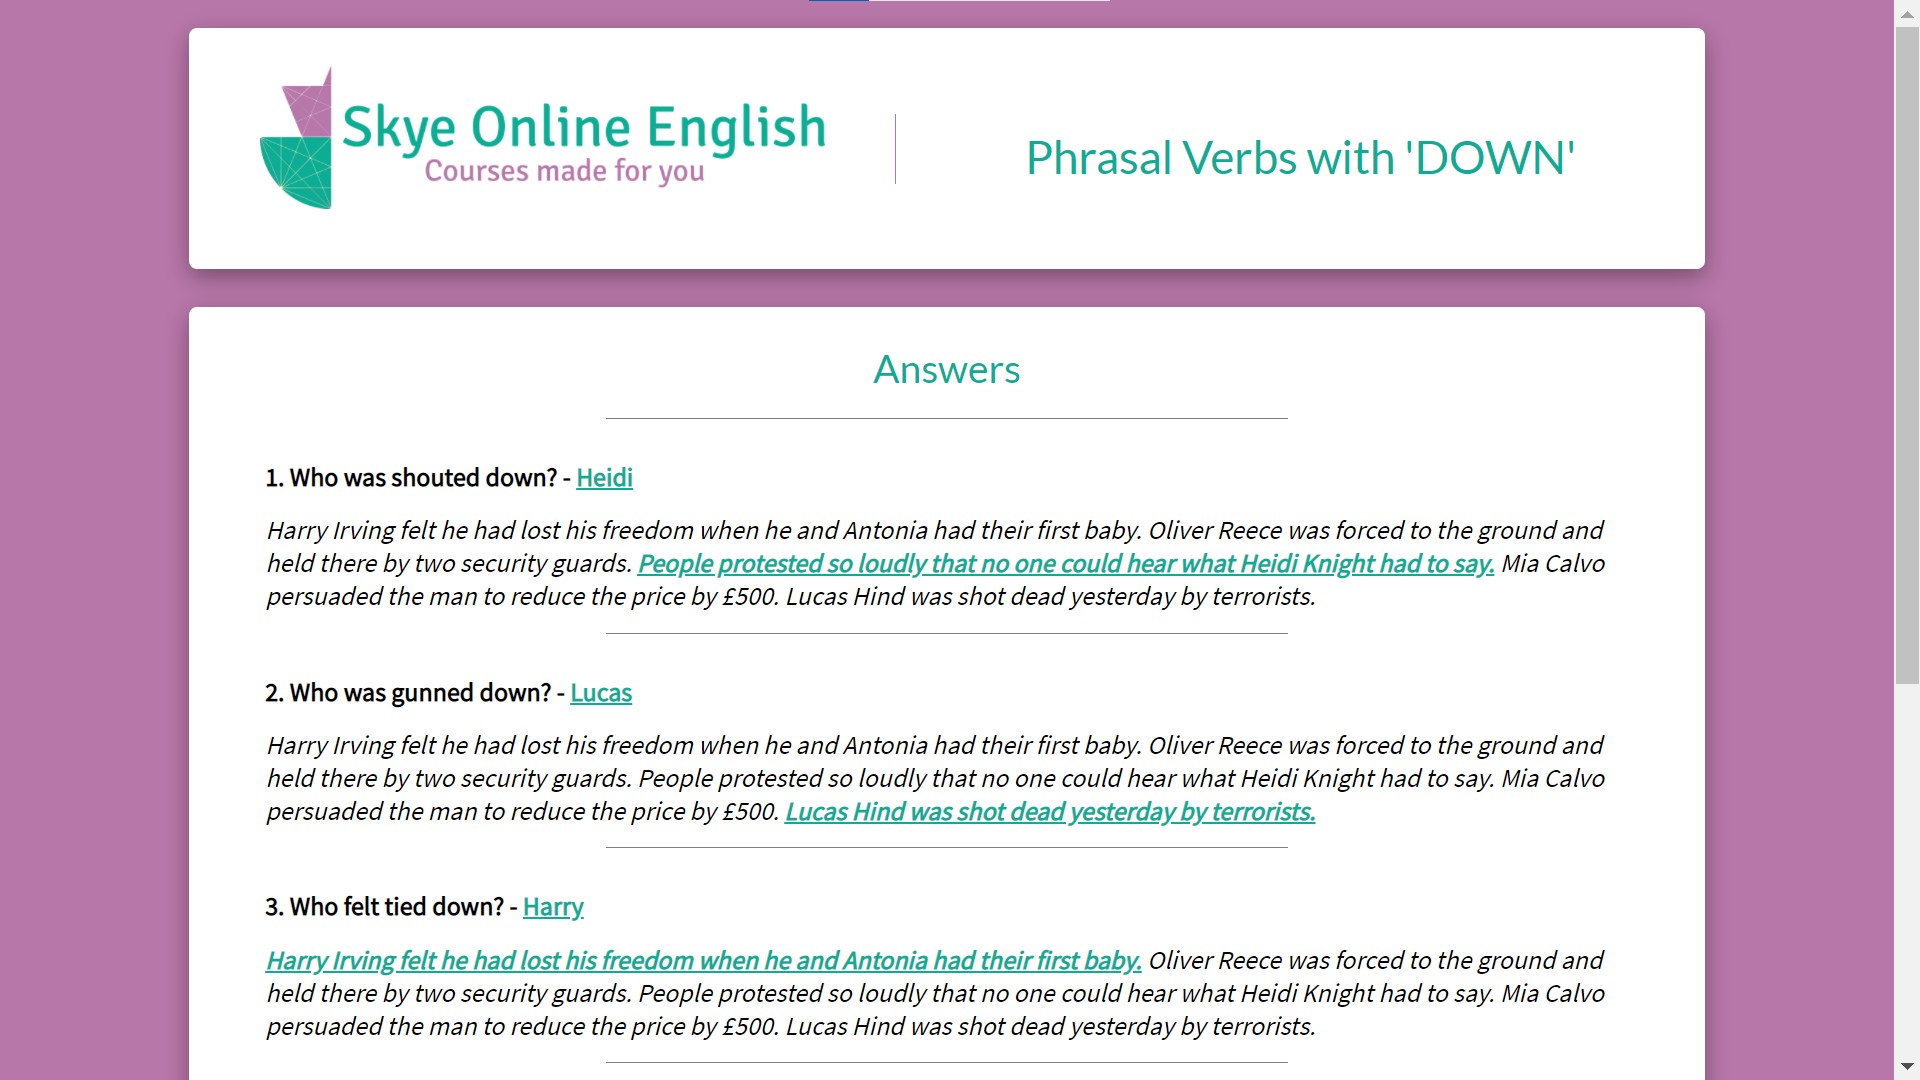 Skye Online English
Courses made for you
Phrasal Verbs with 'DOWN'
Answers
1. Who was shouted down? - Heidi
Harry Irving felt he had lost his freedom when he and Antonia had their first baby. Oliver Reece was forced to the ground and
held there by two security guards. People protested so loudly that no one could hear what Heidi Knight had to say. Mia Calvo
persuaded the man to reduce the price by £500. Lucas Hind was shot dead yesterday by terrorists.
2. Who was gunned down? - Lucas
Harry Irving felt he had lost his freedom when he and Antonia had their first baby. Oliver Reece was forced to the ground and
held there by two security guards. People protested so loudly that no one could hear what Heidi Knight had to say. Mia Calvo
persuaded the man to reduce the price by £500. Lucas Hind was shot dead yesterday by terrorists.
3. Who felt tied down? - Harry
Harry Irving felt he had lost his freedom when he and Antonia had their first baby. Oliver Reece was forced to the ground and
held there by two security guards. People protested so loudly that no one could hear what Heidi Knight had to say. Mia Calvo
persuaded the man to reduce the price by £500. Lucas Hind was shot dead yesterday by terrorists.